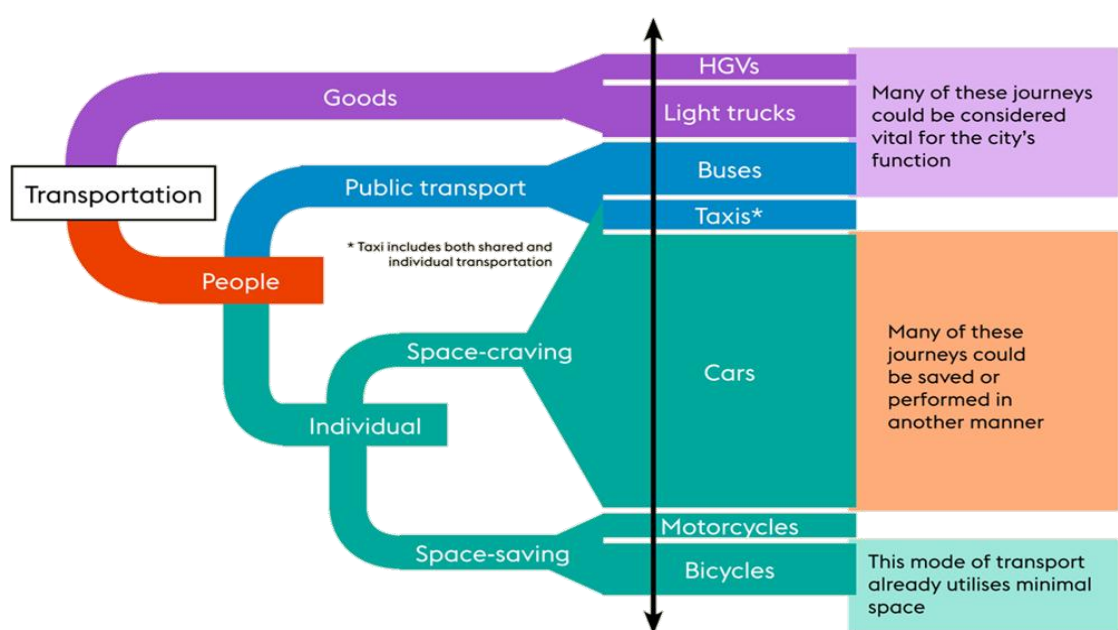 HGVs
Goods
Light trucks
Many of these journeys
could be considered
vital for the city’s
function
Transportation
Public transport
Buses
Taxis*
* Taxi includes both shared and
individual transportation
People
Space-craving
Cars
Many of these
journeys could
be saved or
performed in
another manner
Individual
Motorcycles
Space-saving
Bicycles
This mode of transport
already utilises minimal
space